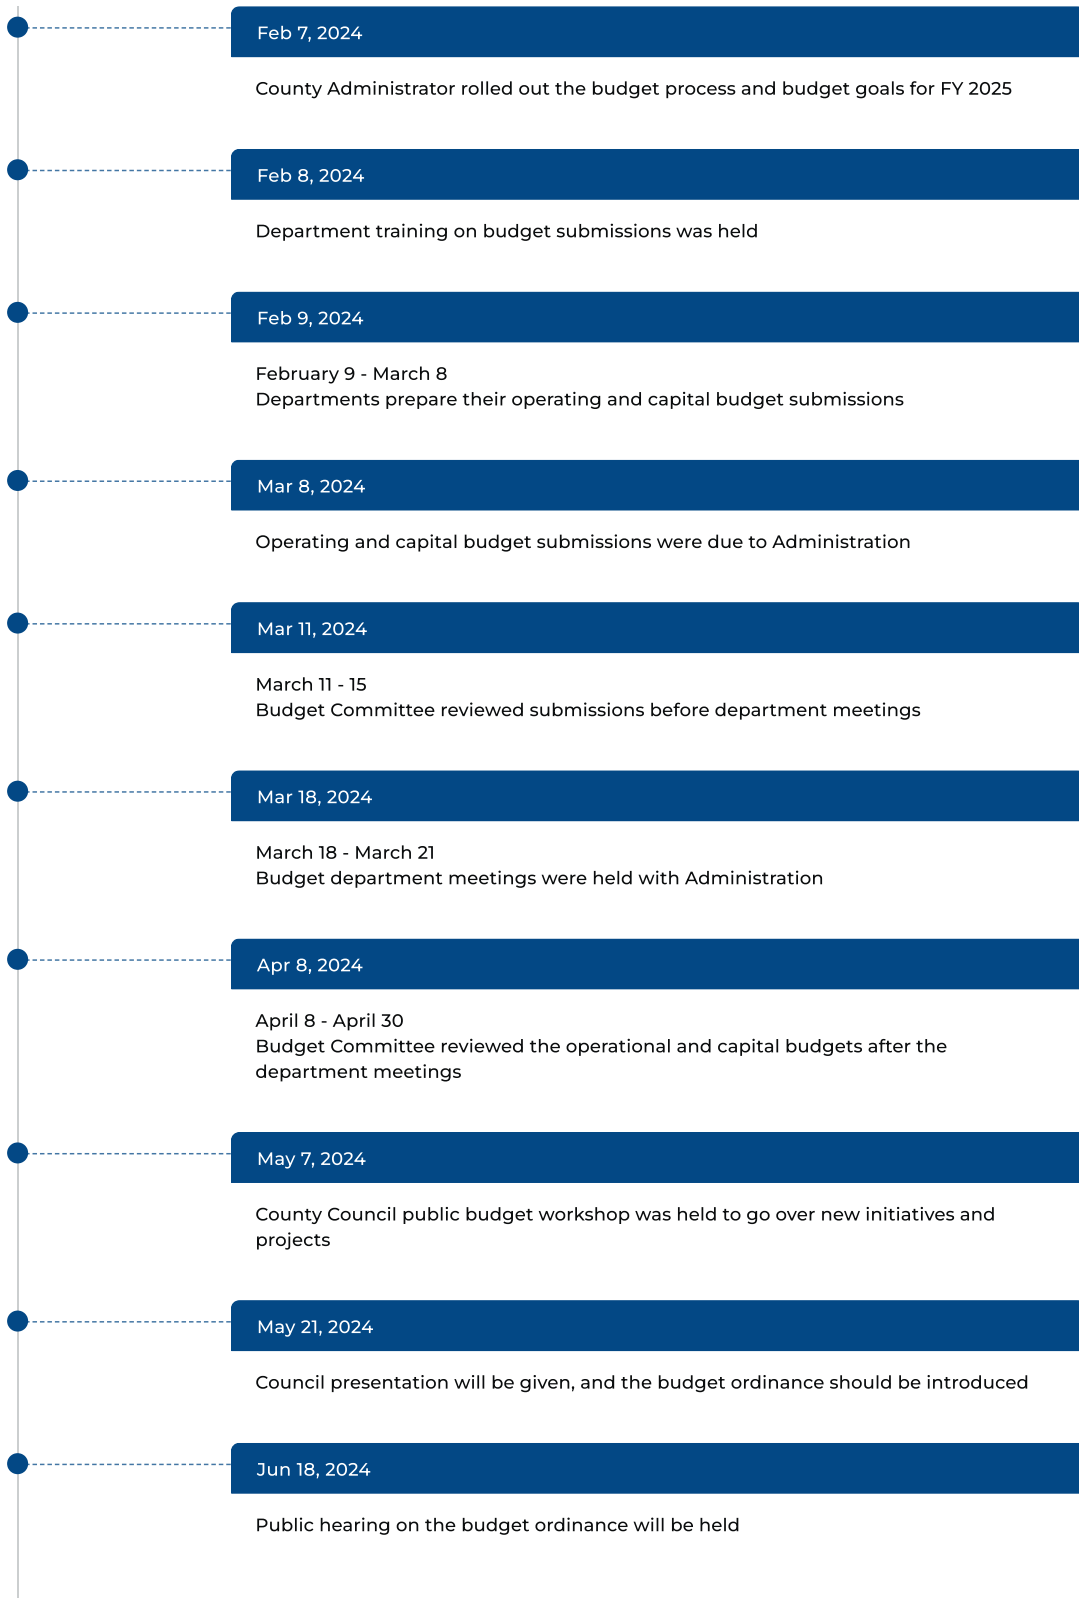 Feb 7, 2024
County Administrator rolled out the budget process and budget goals for FY 2025
Feb 8, 2024
Department training on budget submissions was held
Feb 9, 2024
February 9 - March 8
Departments prepare their operating and capital budget submissions
Mar 8, 2024
Operating and capital budget submissions were due to Administration
Mar 11, 2024
March 11 - 15
Budget Committee reviewed submissions before department meetings
Mar 18, 2024
March 18 - March 21
Budget department meetings were held with Administration
Apr 8, 2024
April 8 - April 30
Budget Committee reviewed the operational and capital budgets after the
department meetings
May 7, 2024
County Council public budget workshop was held to go over new initiatives and
projects
May 21, 2024
Council presentation will be given, and the budget ordinance should be introduced
Jun 18, 2024
Public hearing on the budget ordinance will be held